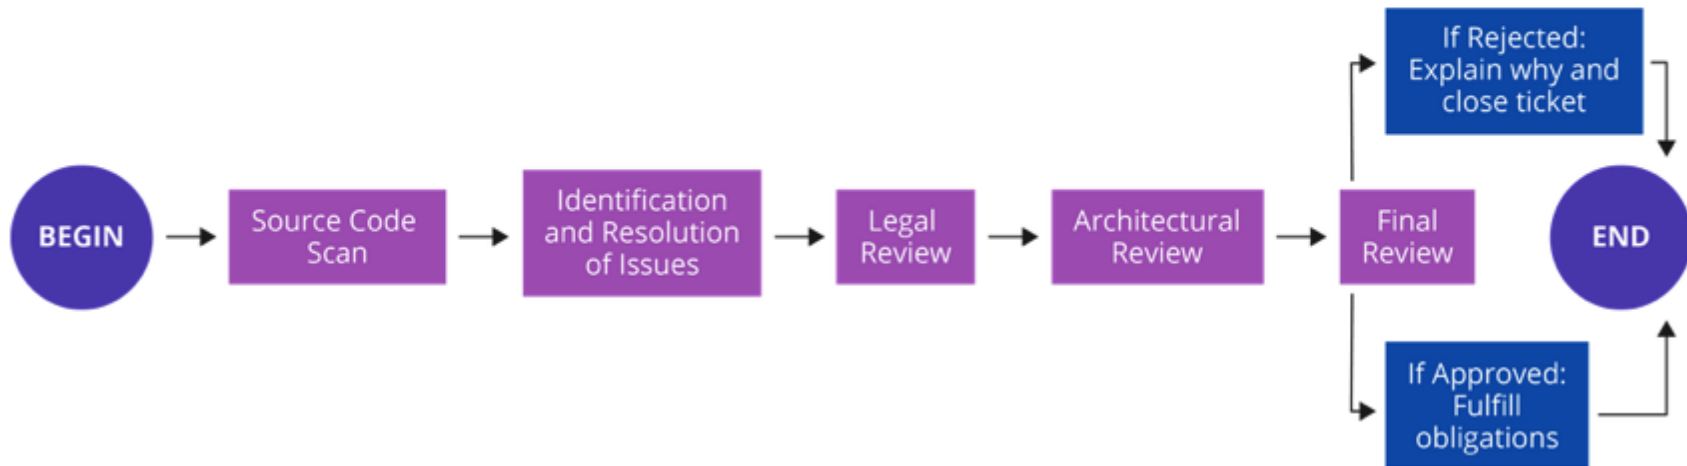 BEGIN
Source Code
Scan
Identification
and Resolution
of Issues
Legal
Review
Architectural
Review
Final
Review
If Rejected:
Explain why and
close ticket
If Approved:
Fulfill
obligations
END